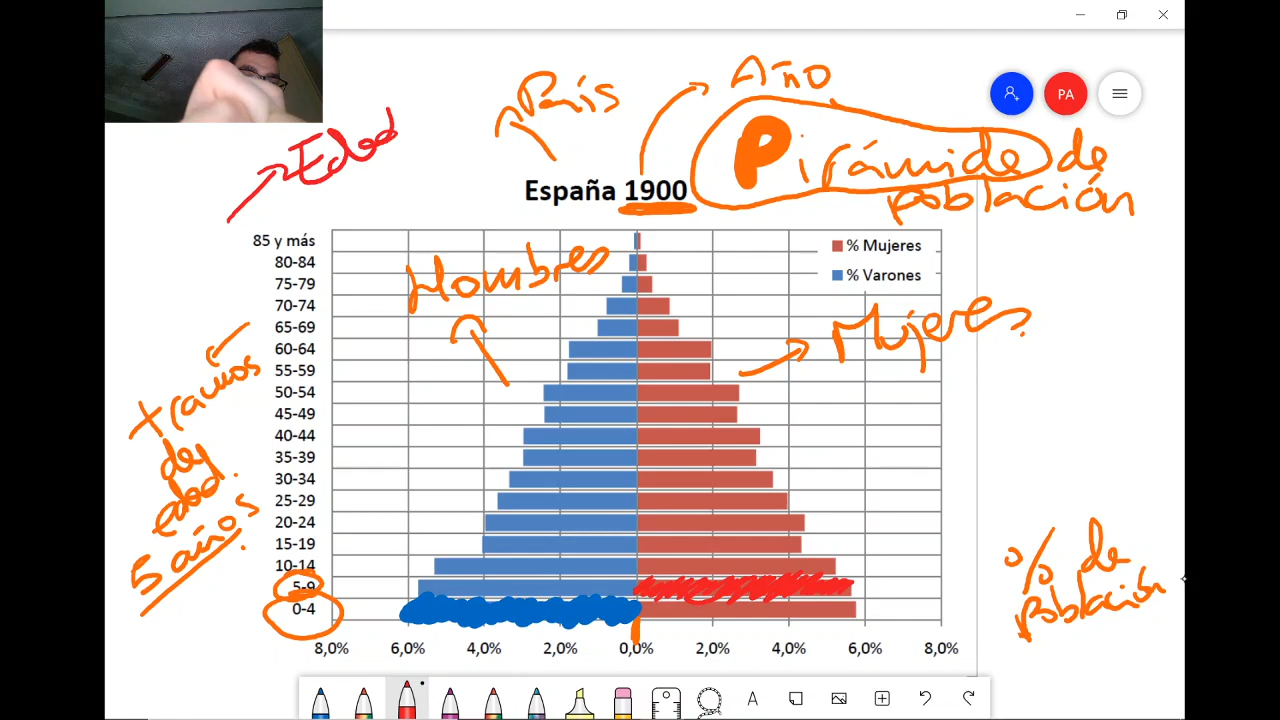 PA
Año
País
Pirámide de
población
Edad
España 1900
85 y más
80-84
75-79
70-74
65-69
60-64
55-59
50-54
45-49
40-44
35-39
30-34
25-29
20-24
15-19
10-14
5-9
0-4
% Mujeres
% Varones
Hombres
Mujeres
tramos
de
edad.
5 años
% de
Población
8,0% 6,0% 4,0% 2,0% 0,0% 2,0% 4,0% 6,0% 8,0%
A